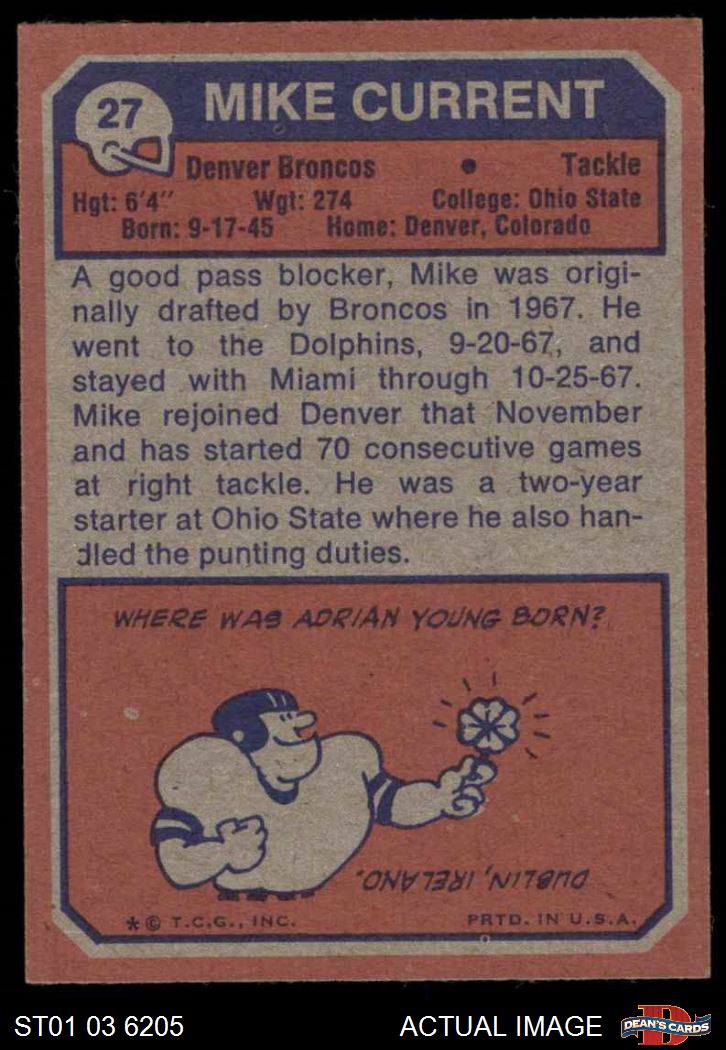 27
MIKE CURRENT
Denver Broncos • Tackle
Hgt: 6'4" Wgt: 274 College: Ohio State
Born: 9-17-45 Home: Denver, Colorado
A good pass blocker, Mike was origi-
nally drafted by Broncos in 1967. He
went to the Dolphins, 9-20-67, and
stayed with Miami through 10-25-67.
Mike rejoined Denver that November
and has started 70 consecutive games
at right tackle. He was a two-year
starter at Ohio State where he also han-
dled the punting duties.
WHERE WAS ADRIAN YOUNG BORN?
DUBLIN, IRELAND.
*© T.C.G., INC. PRTD. IN U.S.A.
ST01 03 6205 ACTUAL IMAGE
D
DEAN'S CARDS